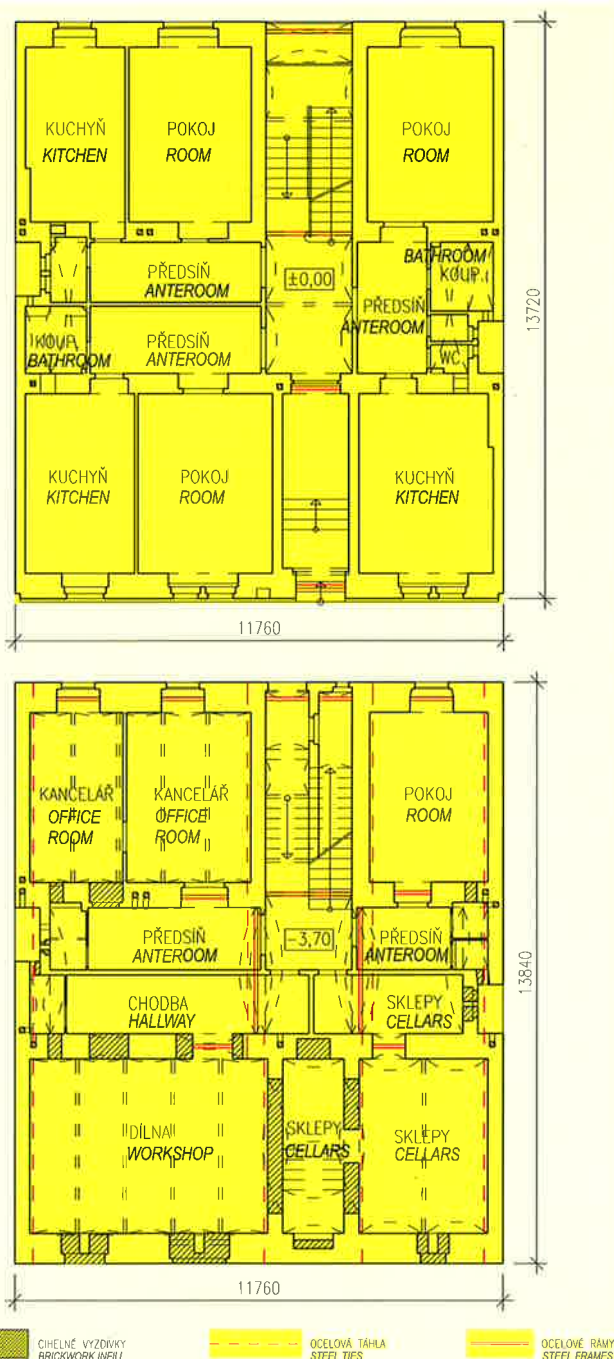 KUCHYŇ
KITCHEN
POKOJ
ROOM
POKOJ
ROOM
PŘEDSÍŇ
ANTEROOM
±0,00
BATHROOM
KOUP.
PŘEDSÍŇ
ANTEROOM
KOUP.
BATHROOM
PŘEDSÍŇ
ANTEROOM
WC
KUCHYŇ
KITCHEN
POKOJ
ROOM
KUCHYŇ
KITCHEN
13720
11760
KANCELÁŘ
OFFICE
ROOM
KANCELÁŘ
OFFICE
ROOM
POKOJ
ROOM
PŘEDSÍŇ
ANTEROOM
-3,70
PŘEDSÍŇ
ANTEROOM
CHODBA
HALLWAY
SKLEPY
CELLARS
DÍLNA
WORKSHOP
SKLEPY
CELLARS
SKLEPY
CELLARS
13840
11760
CIHELNÉ VYZDÍVKY
BRICKWORK INFILL
OCELOVÁ TÁHLA
STEEL TIES
OCELOVÉ RÁMY
STEEL FRAMES